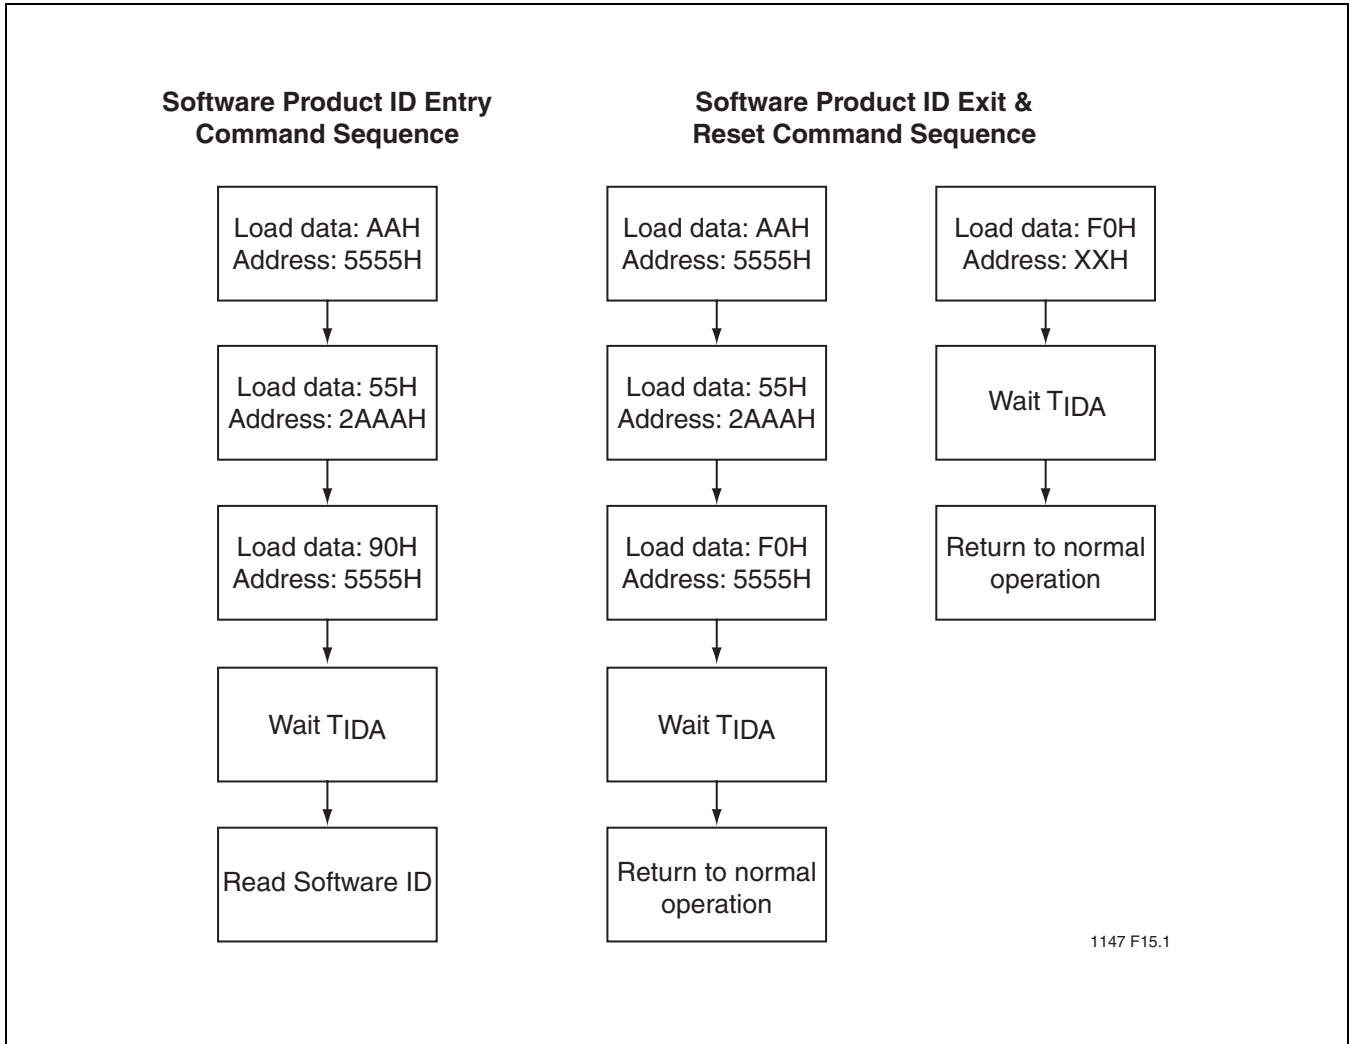 Software Product ID Entry
Command Sequence
Load data: AAH
Address: 5555H
Load data: 55H
Address: 2AAAH
Load data: 90H
Address: 5555H
Wait TIDA
Read Software ID
Software Product ID Exit &
Reset Command Sequence
Load data: AAH
Address: 5555H
Load data: 55H
Address: 2AAAH
Load data: F0H
Address: 5555H
Wait TIDA
Return to normal
operation
Load data: F0H
Address: XXH
Wait TIDA
Return to normal
operation
1147 F15.1